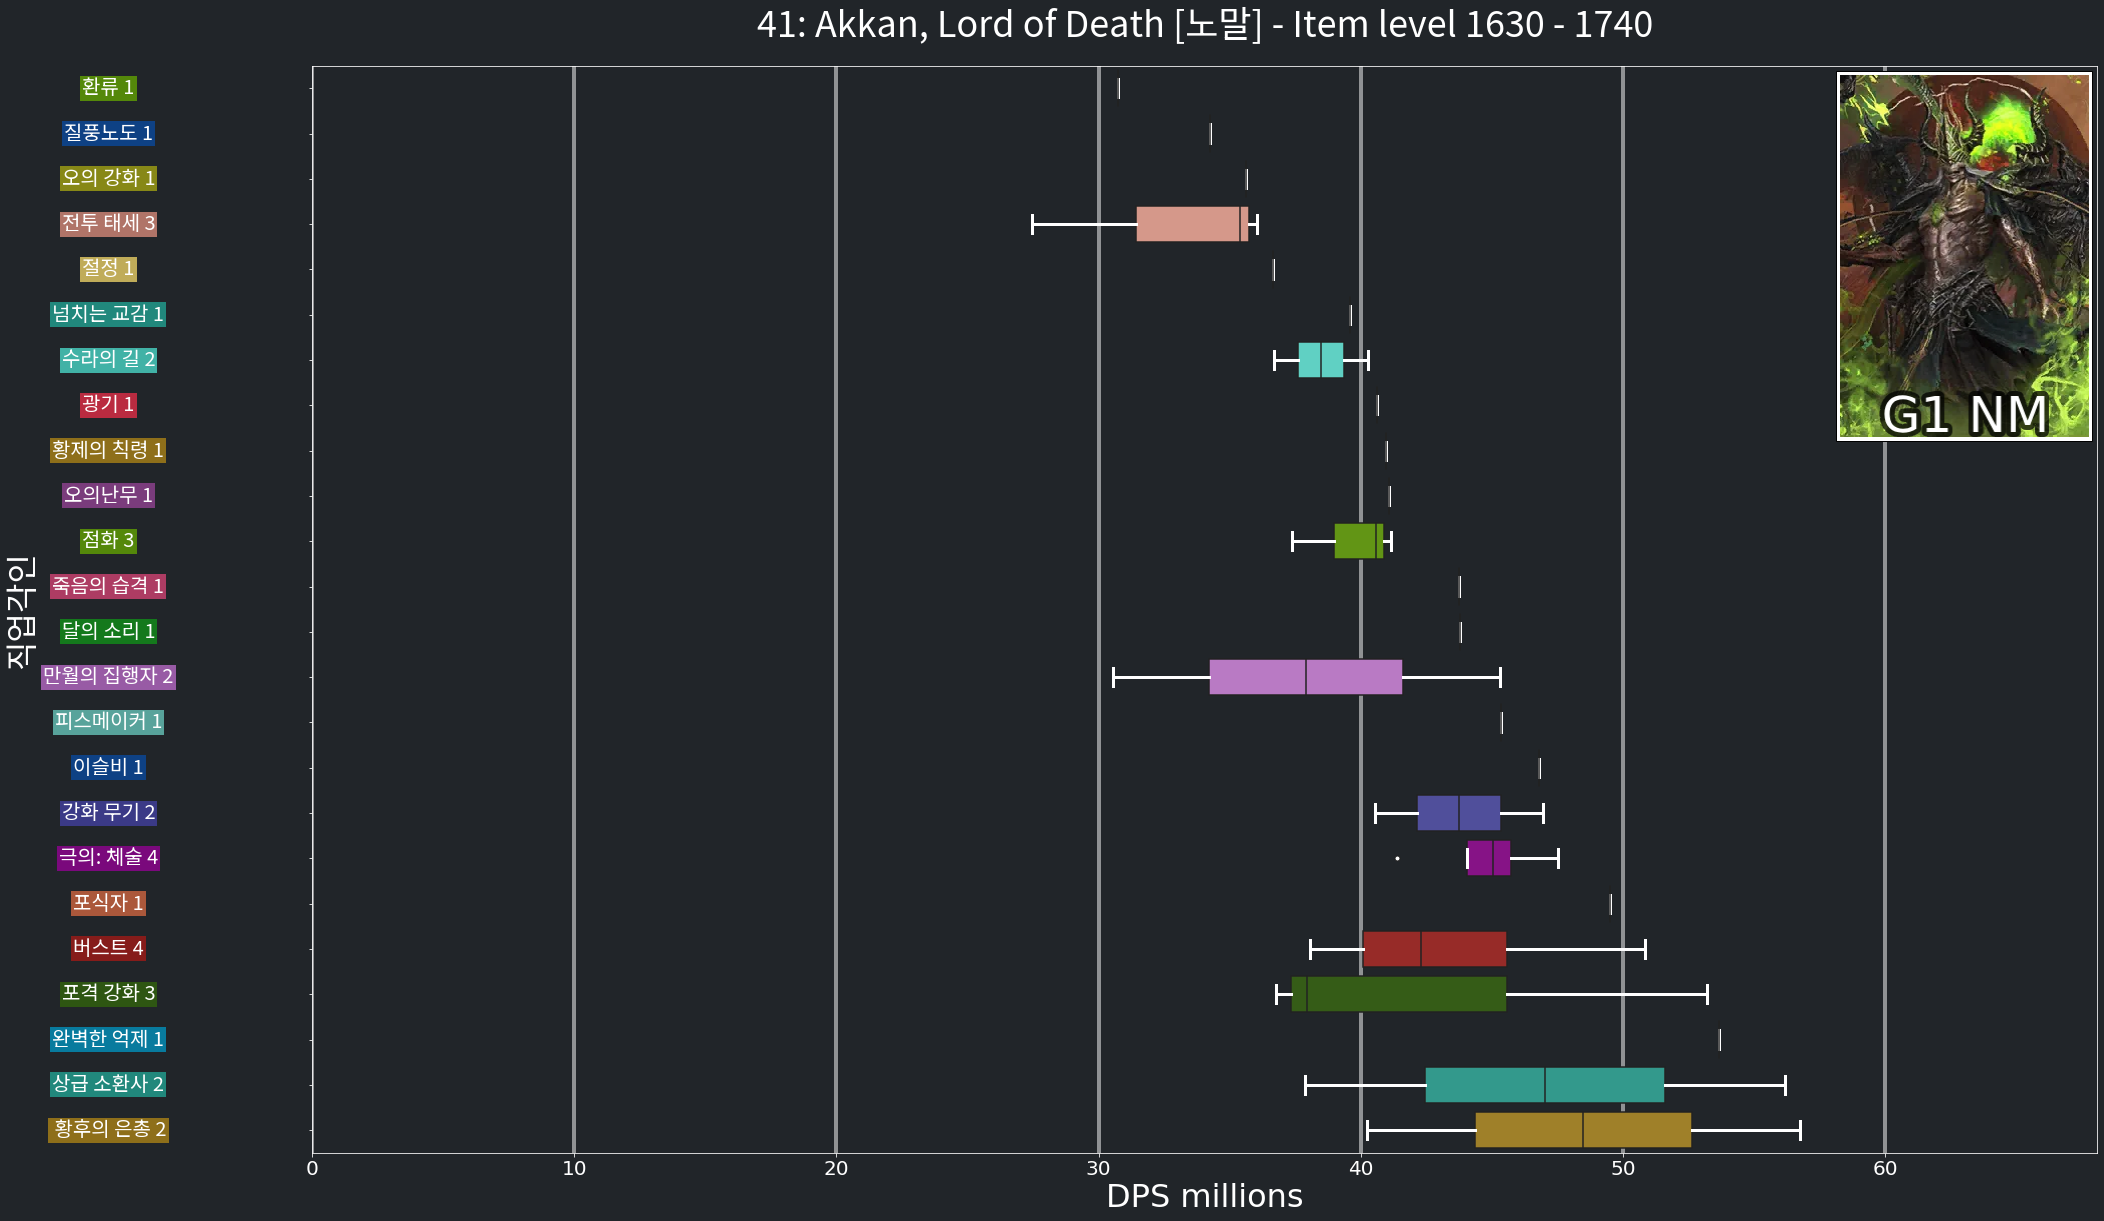 41: Akkan, Lord of Death [노말] - Item level 1630 - 1740
환류 1
질풍노도 1
오의 강화 1
전투 태세 3
절정 1
넘치는 교감 1
수라의 길 2
광기 1
황제의 칙령 1
오의난무 1
점화 3
죽음의 습격 1
달의 소리 1
만월의 집행자 2
피스메이커 1
이슬비 1
강화 무기 2
극의: 체술 4
포식자 1
버스트 4
포격 강화 3
완벽한 억제 1
상급 소환사 2
황후의 은총 2
직업각인
G1 NM
0 10 20 30 40 50 60
DPS millions